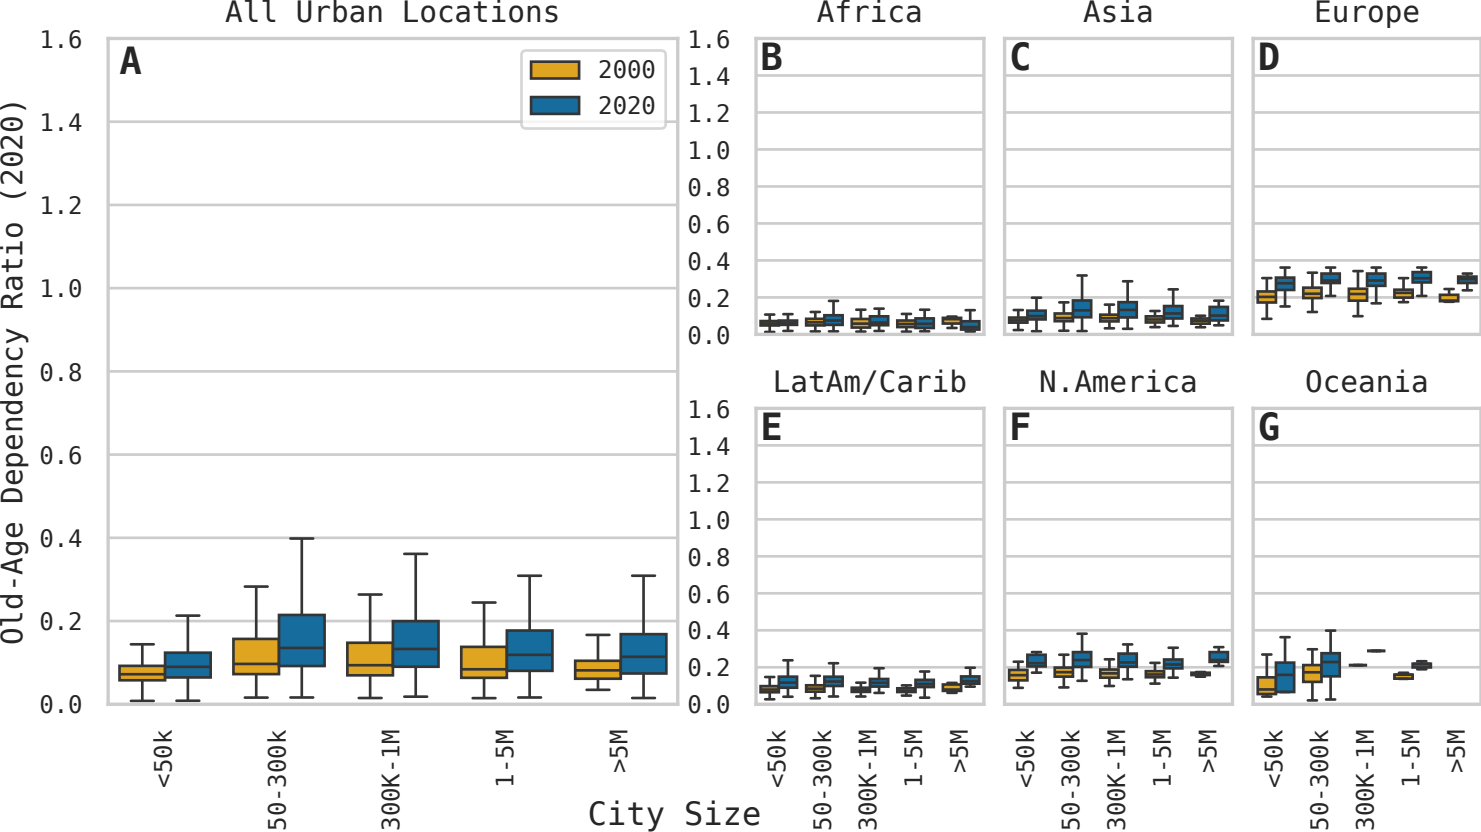 All Urban Locations
Africa
Asia
Europe
A
2000
2020
B
C
D
1.6
1.4
1.2
1.0
0.8
0.6
0.4
0.2
0.0
1.6
1.4
1.2
1.0
0.8
0.6
0.4
0.2
0.0
Old-Age Dependency Ratio (2020)
LatAm/Carib
N.America
Oceania
E
F
G
1.6
1.4
1.2
1.0
0.8
0.6
0.4
0.2
0.0
<50k
50-300k
300K-1M
1-5M
>5M
<50k
50-300k
300K-1M
1-5M
>5M
<50k
50-300k
300K-1M
1-5M
>5M
<50k
50-300k
300K-1M
1-5M
>5M
City Size